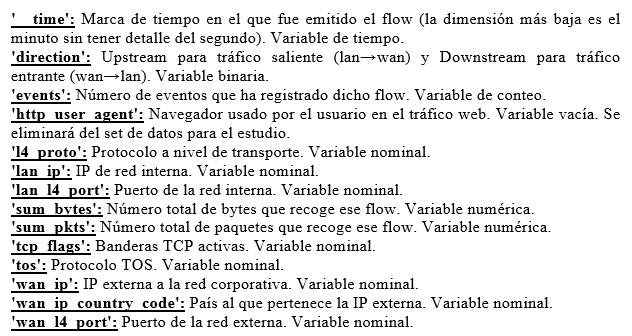 '__time': Marca de tiempo en el que fue emitido el flow (la dimensión más baja es el
minuto sin tener detalle del segundo). Variable de tiempo.
'direction': Upstream para tráfico saliente (lan→wan) y Downstream para tráfico
entrante (wan→lan). Variable binaria.
'events': Número de eventos que ha registrado dicho flow. Variable de conteo.
'http_user_agent': Navegador usado por el usuario en el tráfico web. Variable vacía. Se
eliminará del set de datos para el estudio.
'l4_proto': Protocolo a nivel de transporte. Variable nominal.
'lan_ip': IP de red interna. Variable nominal.
'lan_l4_port': Puerto de la red interna. Variable nominal.
'sum_bytes': Número total de bytes que recoge ese flow. Variable numérica.
'sum_pkts': Número total de paquetes que recoge ese flow. Variable numérica.
'tcp_flags': Banderas TCP activas. Variable nominal.
'tos': Protocolo TOS. Variable nominal.
'wan_ip': IP externa a la red corporativa. Variable nominal.
'wan_ip_country_code': País al que pertenece la IP externa. Variable nominal.
'wan_l4_port': Puerto de la red externa. Variable nominal.